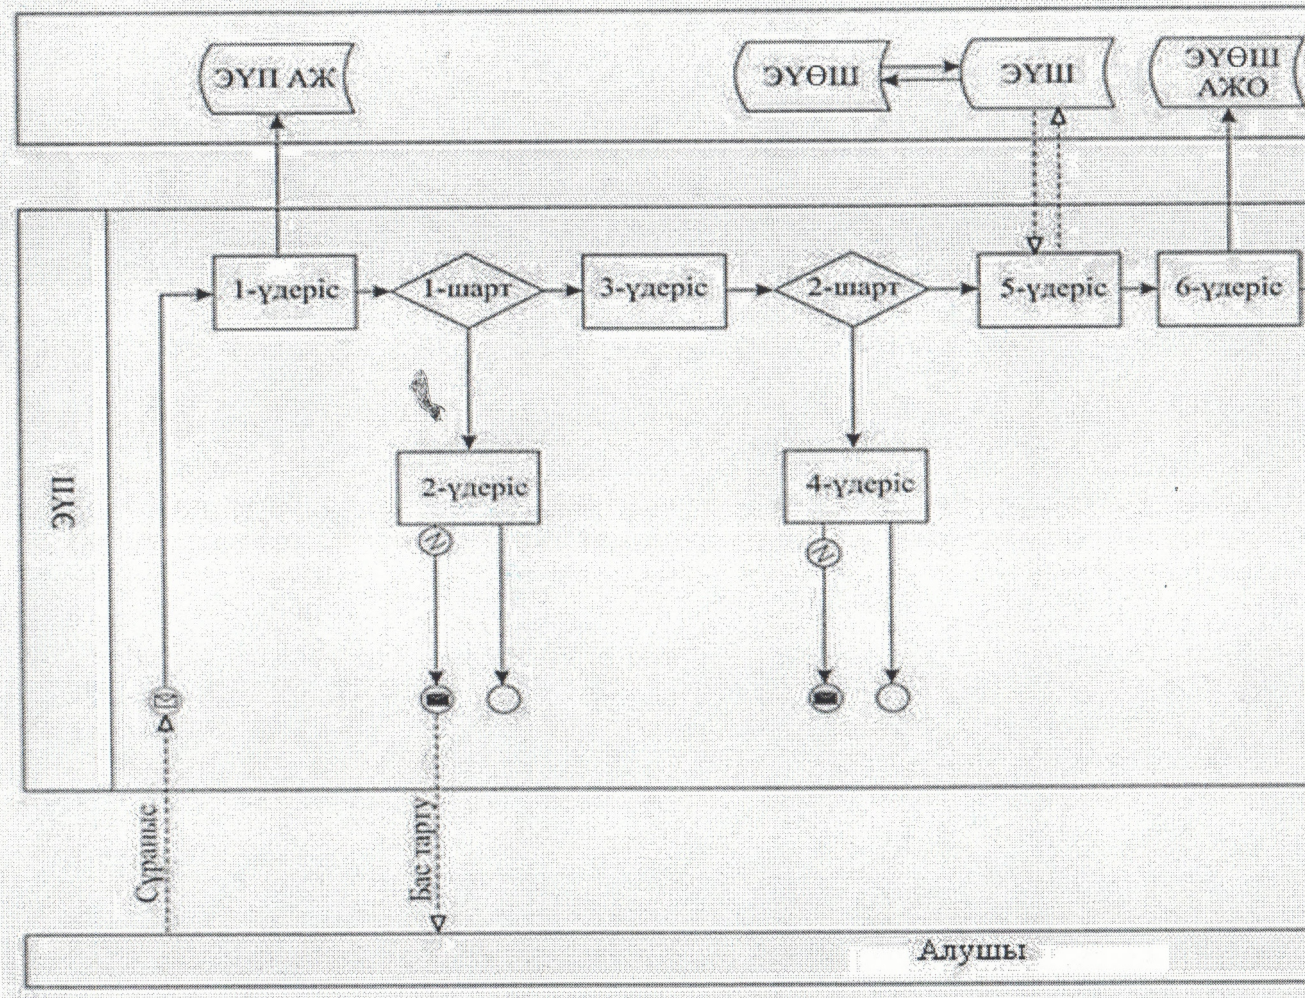 ЭҮП АЖ
ЭҮӨШ
ЭҮШ
ЭҮӨШ
АЖО
1-үдеріс
1-шарт
3-үдеріс
2-шарт
5-үдеріс
6-үдеріс
ЭҮП
2-үдеріс
4-үдеріс
Сұраныс
Бас тарту
Алушы